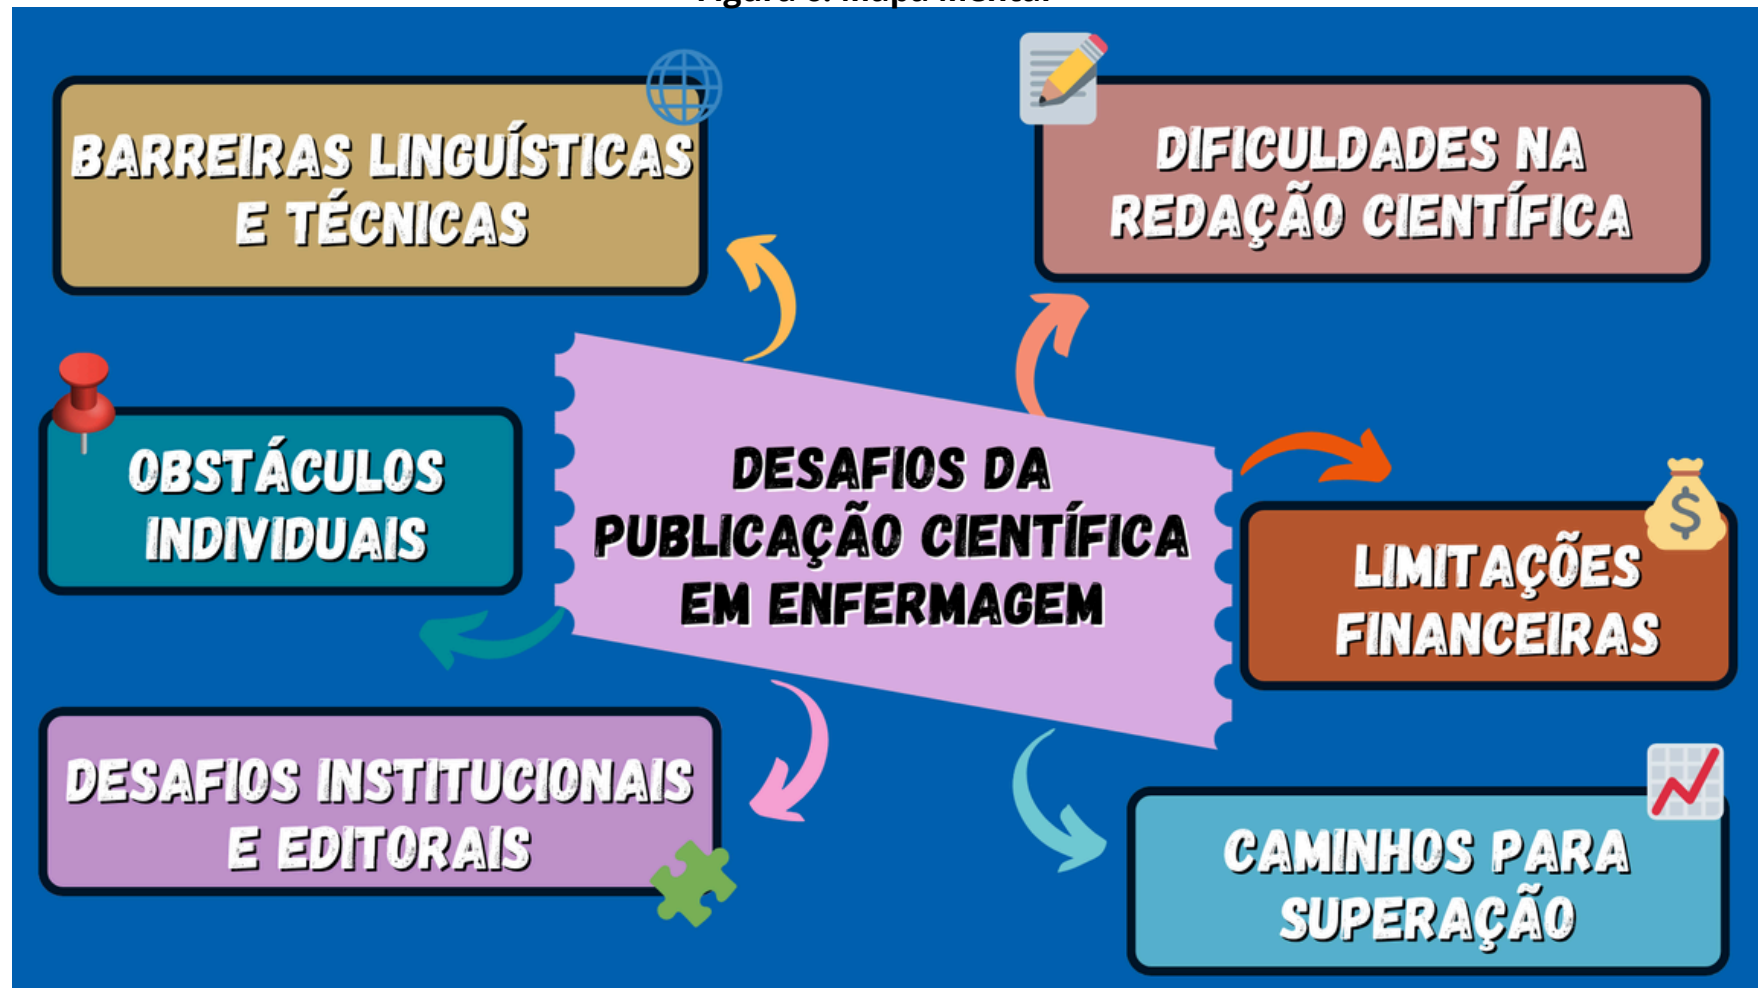 BARREIRAS LINGUÍSTICAS
E TÉCNICAS
DIFICULDADES NA
REDAÇÃO CIENTÍFICA
OBSTÁCULOS
INDIVIDUAIS
DESAFIOS DA
PUBLICAÇÃO CIENTÍFICA
EM ENFERMAGEM
LIMITAÇÕES
FINANCEIRAS
DESAFIOS INSTITUCIONAIS
E EDITORAIS
CAMINHOS PARA
SUPERAÇÃO